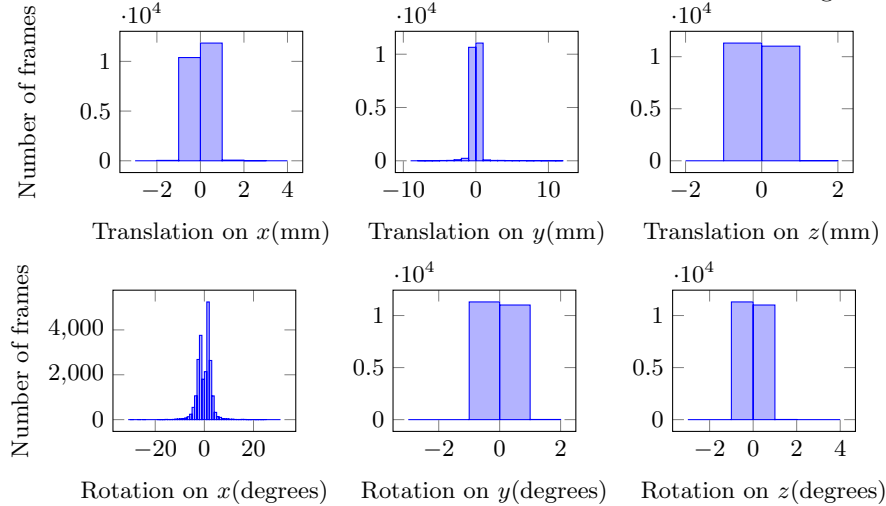 ·10^4 ·10^4 ·10^4
Number of frames
1
0.5
0
−2 0 2 4
Translation on x(mm)
1
0.5
0
−10 0 10
Translation on y(mm)
1
0.5
0
−2 0 2
Translation on z(mm)
Number of frames
4,000
2,000
0
−20 0 20
Rotation on x(degrees)
·10^4
1
0.5
0
−2 0 2
Rotation on y(degrees)
·10^4
1
0.5
0
−2 0 2 4
Rotation on z(degrees)